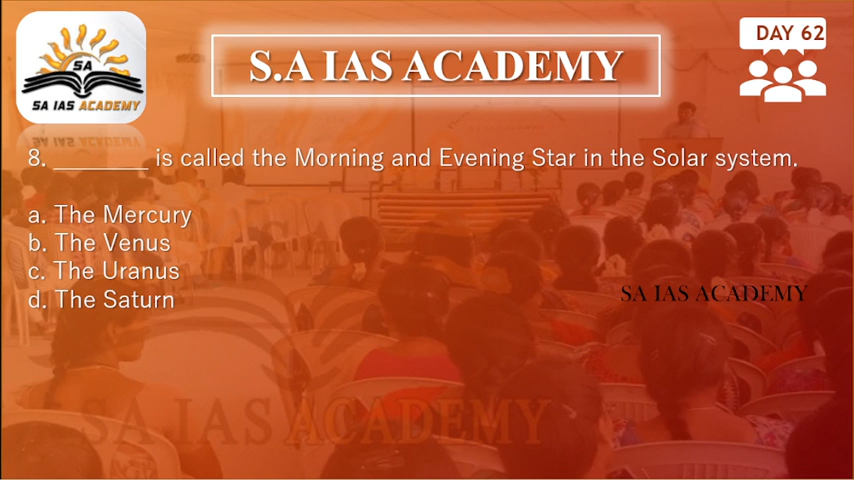 S.A IAS ACADEMY
DAY 62
SA
SA IAS ACADEMY
8. ________ is called the Morning and Evening Star in the Solar system.
a. The Mercury
b. The Venus
c. The Uranus
d. The Saturn
SA IAS ACADEMY
SA IAS ACADEMY